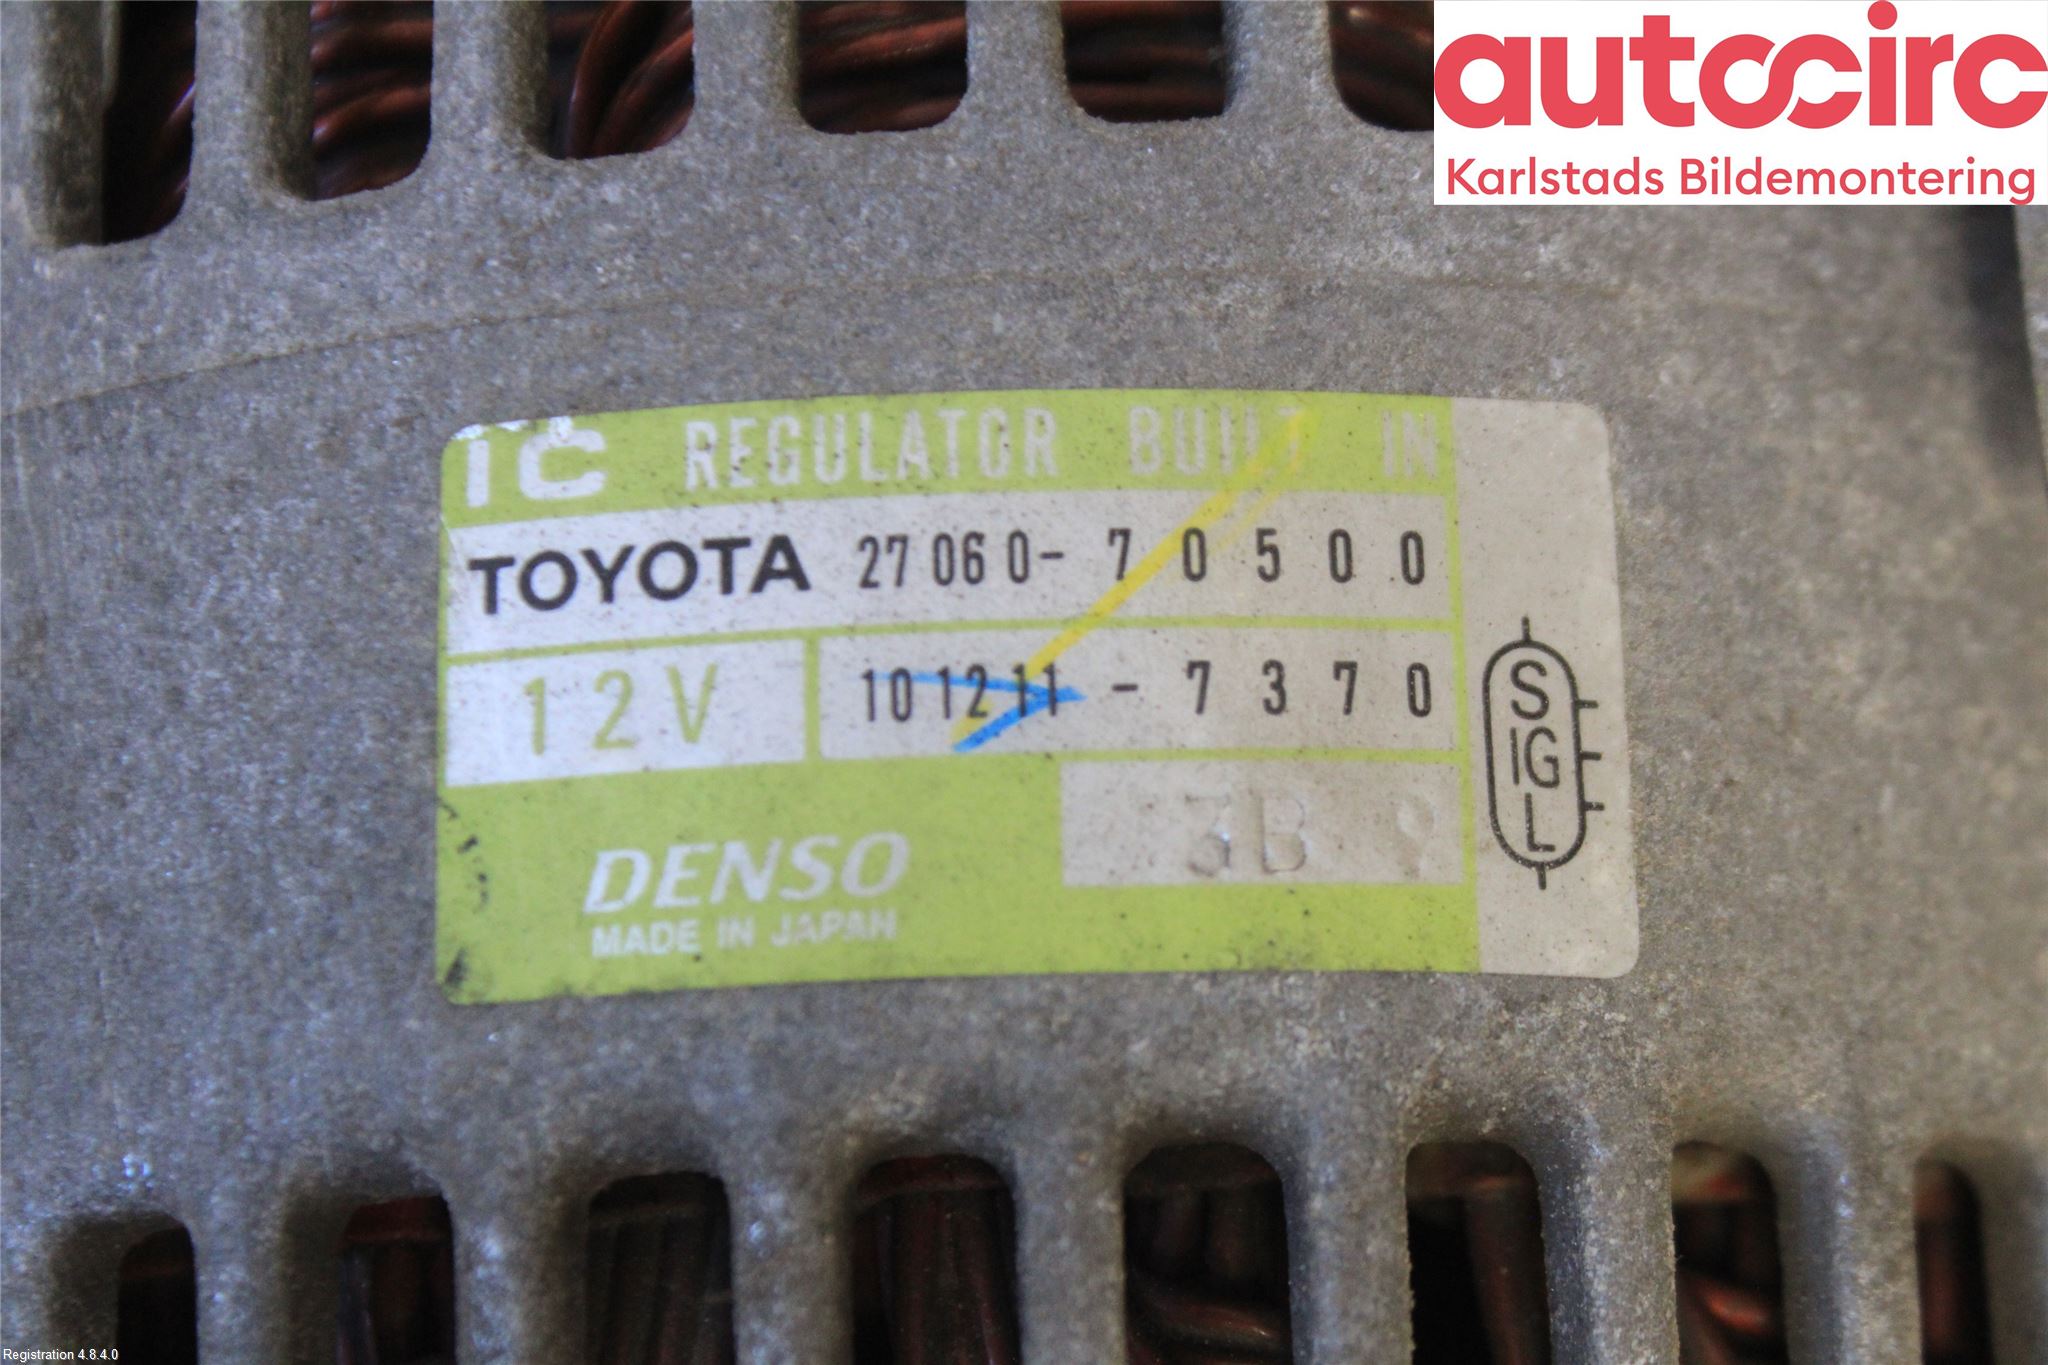 autocirc
Karlstads Bildemontering
IC REGULATOR BUILT IN
TOYOTA 27060-70500
12V 101211-7370
3B 9
DENSO
MADE IN JAPAN
S
IG
L
Registration 4.8.4.0